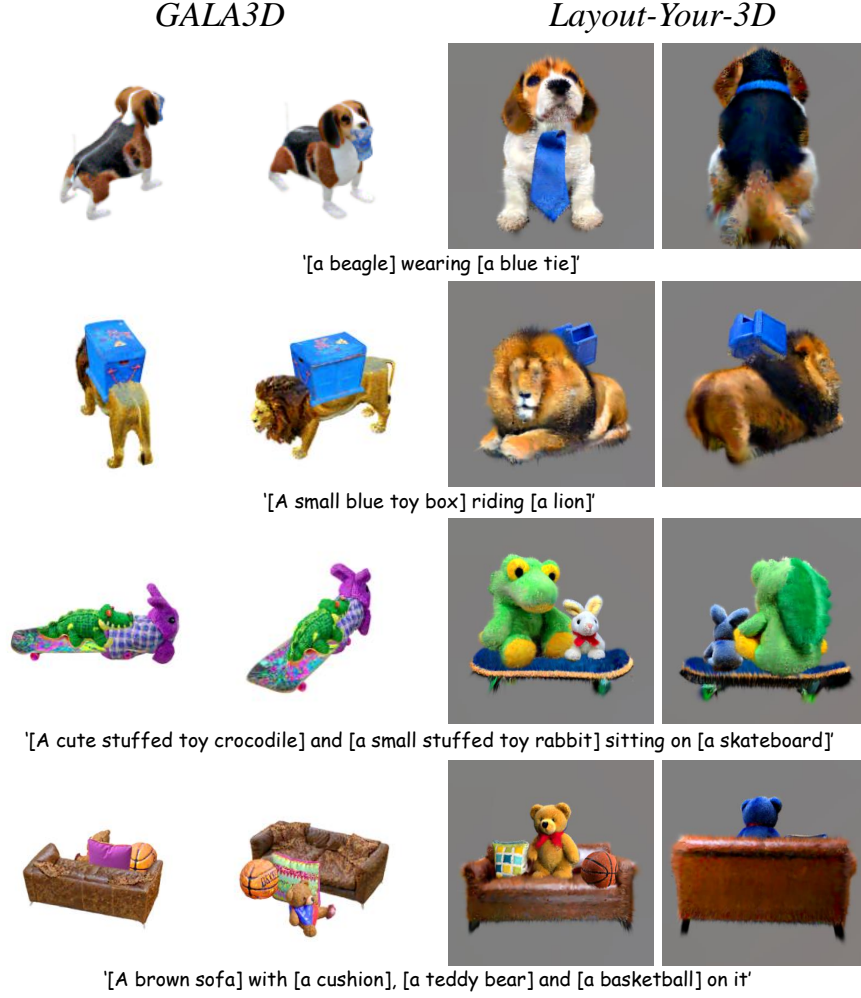 GALA3D
Layout-Your-3D
‘[a beagle] wearing [a blue tie]’
‘[A small blue toy box] riding [a lion]’
‘[A cute stuffed toy crocodile] and [a small stuffed toy rabbit] sitting on [a skateboard]’
‘[A brown sofa] with [a cushion], [a teddy bear] and [a basketball] on it’